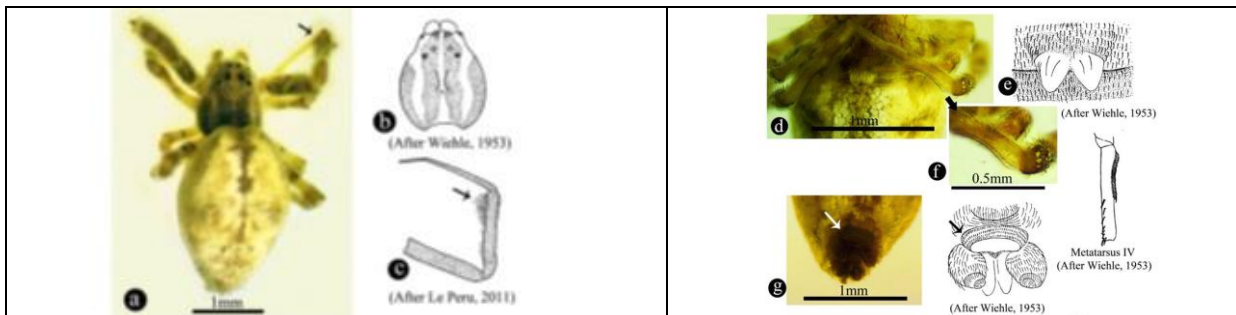 a
1mm
b
(After Wiehle, 1953)
c
(After Le Peru, 2011)
d
1mm
e
(After Wiehle, 1953)
f
0.5mm
Metatarsus IV
(After Wiehle, 1953)
g
1mm
(After Wiehle, 1953)